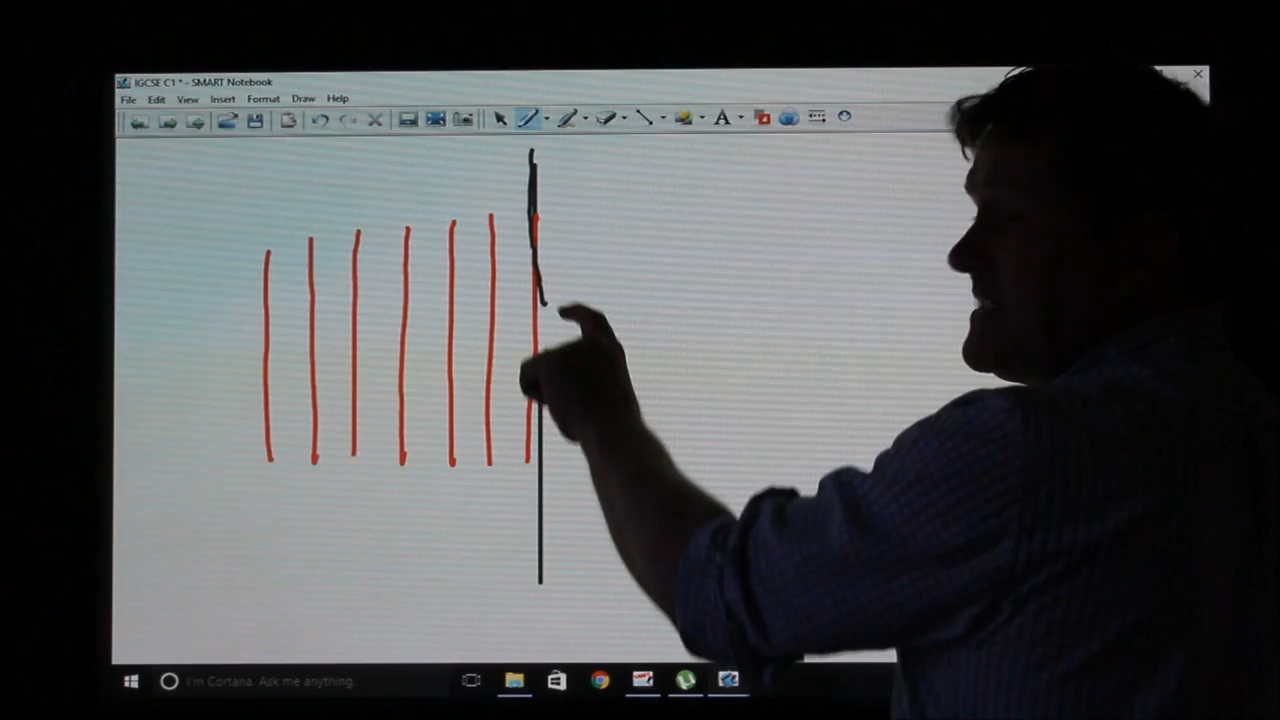 IGCSE C1 * - SMART Notebook
File Edit View Insert Format Draw Help
A
I'm Cortana. Ask me anything.